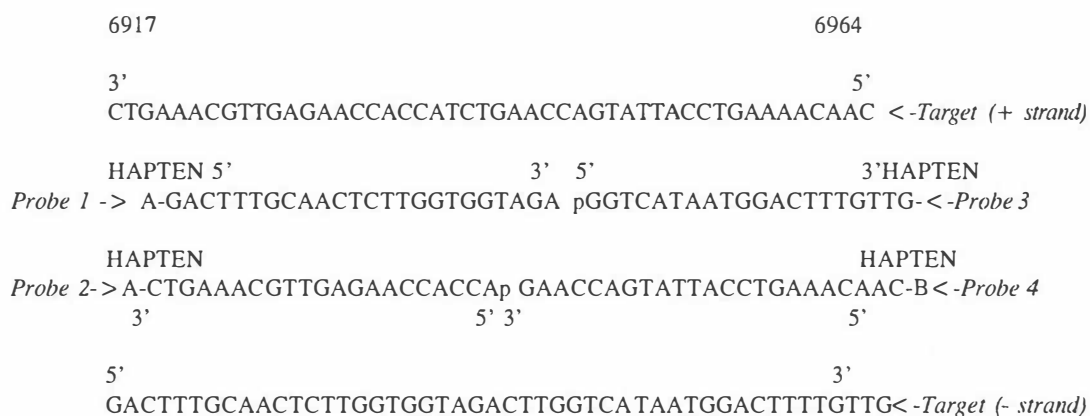 6917 6964
3’ 5’
CTGAAACGTTGAGAACCACCATCTGAACCAGTATTACCTGAAAACAAC < -Target (+ strand)
HAPTEN 5’ 3’ 5’ 3’HAPTEN
Probe 1 -> A-GACTTTGCAACTCTTGGTGGTAGA pGGTCATAATGGACTTTGTTG-< -Probe 3
HAPTEN HAPTEN
Probe 2-> A-CTGAAACGTTGAGAACCACCAp GAACCAGTATTACCTGAAACAAC-B< -Probe 4
3’ 5’ 3’ 5’
5’ 3’
GACTTTGCAACTCTTGGTGGTAGACTTGGTCATAATGGACTTTTGTTG< -Target (- strand)